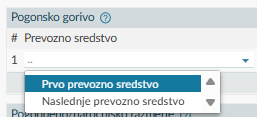 Pogonsko gorivo ?
# Prevozno sredstvo
1 ..
Prvo prevozno sredstvo
Naslednje prevozno sredstvo